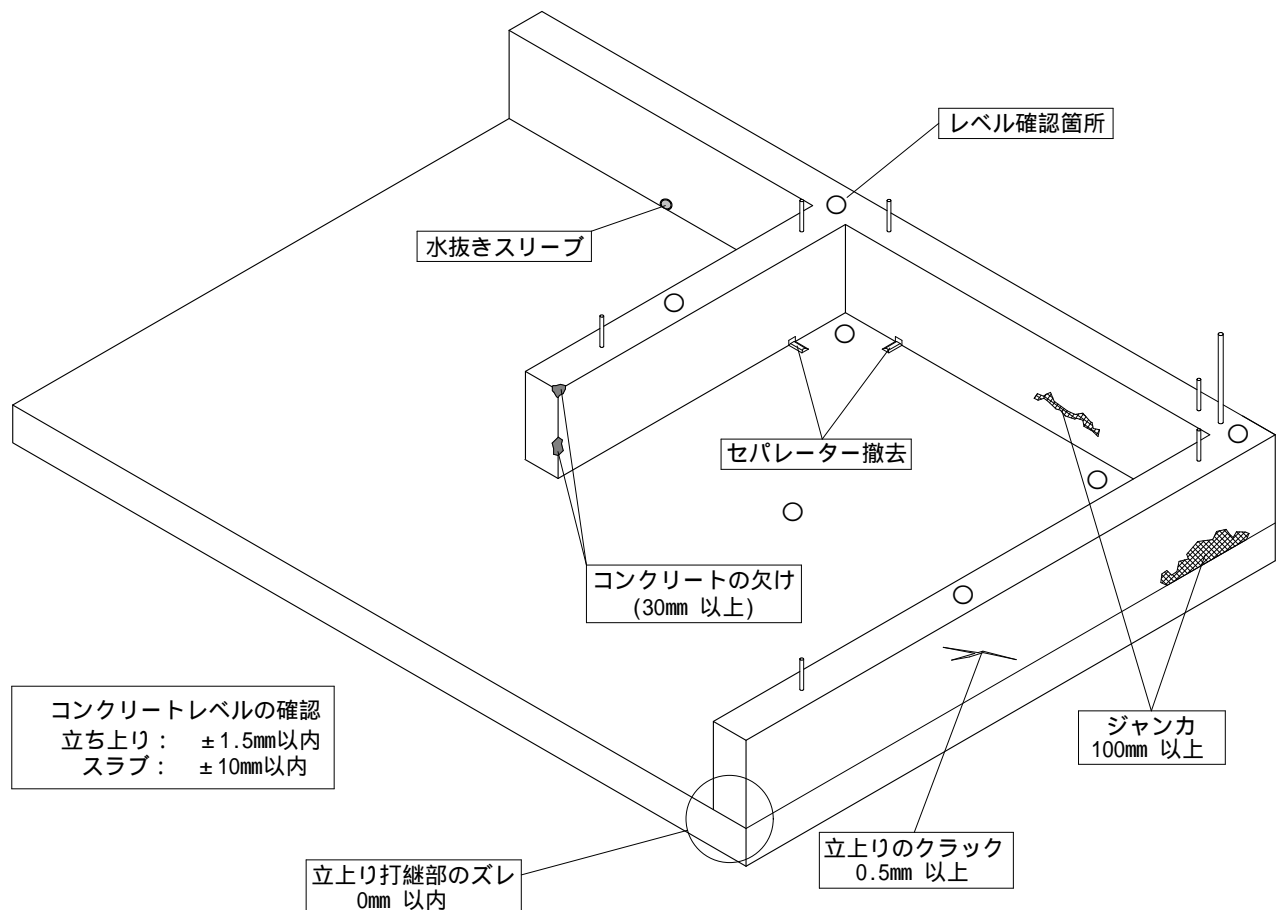 レベル確認箇所
水抜きスリーブ
セパレーター撤去
コンクリートの欠け
(30mm 以上)
コンクリートレベルの確認
立ち上り： ±1.5mm以内
スラブ： ±10mm以内
ジャンカ
100mm 以上
立上りのクラック
0.5mm 以上
立上り打継部のズレ
0mm 以内